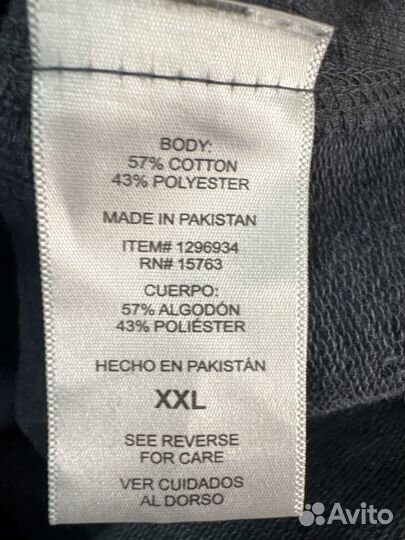 BODY:
57% COTTON
43% POLYESTER
MADE IN PAKISTAN
ITEM# 1296934
RN# 15763
CUERPO:
57% ALGODÓN
43% POLIÉSTER
HECHO EN PAKISTÁN
XXL
SEE REVERSE
FOR CARE
VER CUIDADOS
AL DORSO
Avito